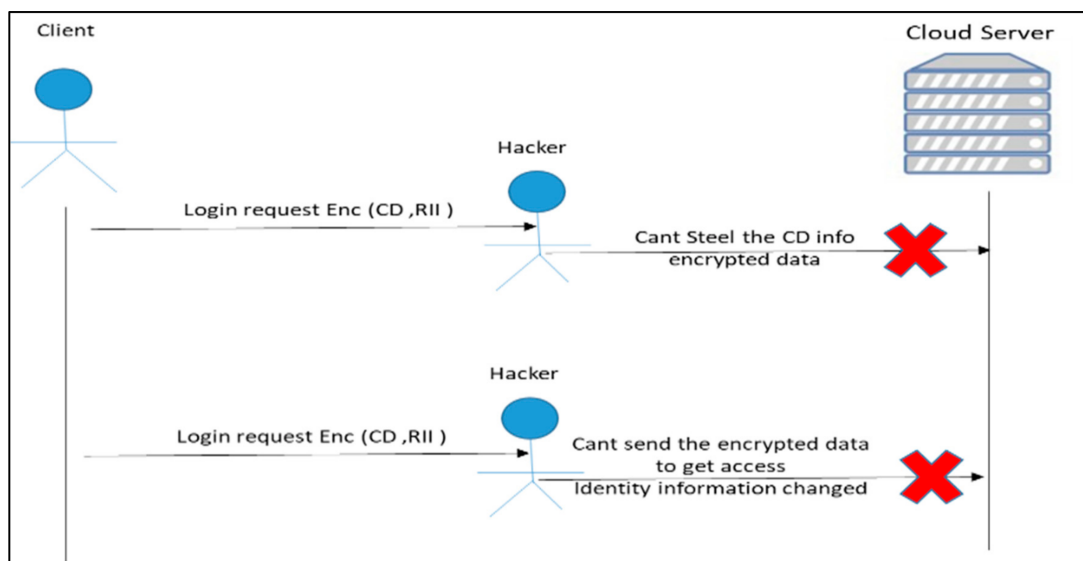 Client
Cloud Server
Hacker
Login request Enc (CD ,RII )
Cant Steel the CD info
encrypted data
Hacker
Login request Enc (CD ,RII )
Cant send the encrypted data
to get access
Identity information changed